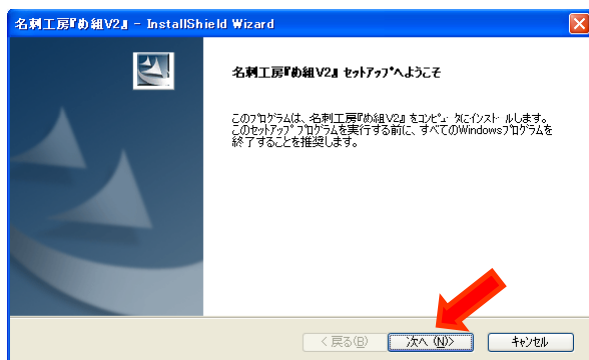 名刺工房『め組V2』 - InstallShield Wizard
名刺工房『め組V2』 ｾｯﾄｱｯﾌﾟへようこそ
このﾌﾟﾛｸﾞﾗﾑは、名刺工房『め組V2』をｺﾝﾋﾟｭｰﾀにｲﾝｽﾄｰﾙします。
このｾｯﾄｱｯﾌﾟ ﾌﾟﾛｸﾞﾗﾑを実行する前に、すべてのWindowsﾌﾟﾛｸﾞﾗﾑを
終了することを推奨します。
< 戻る(B)
次へ (N)>
ｷｬﾝｾﾙ